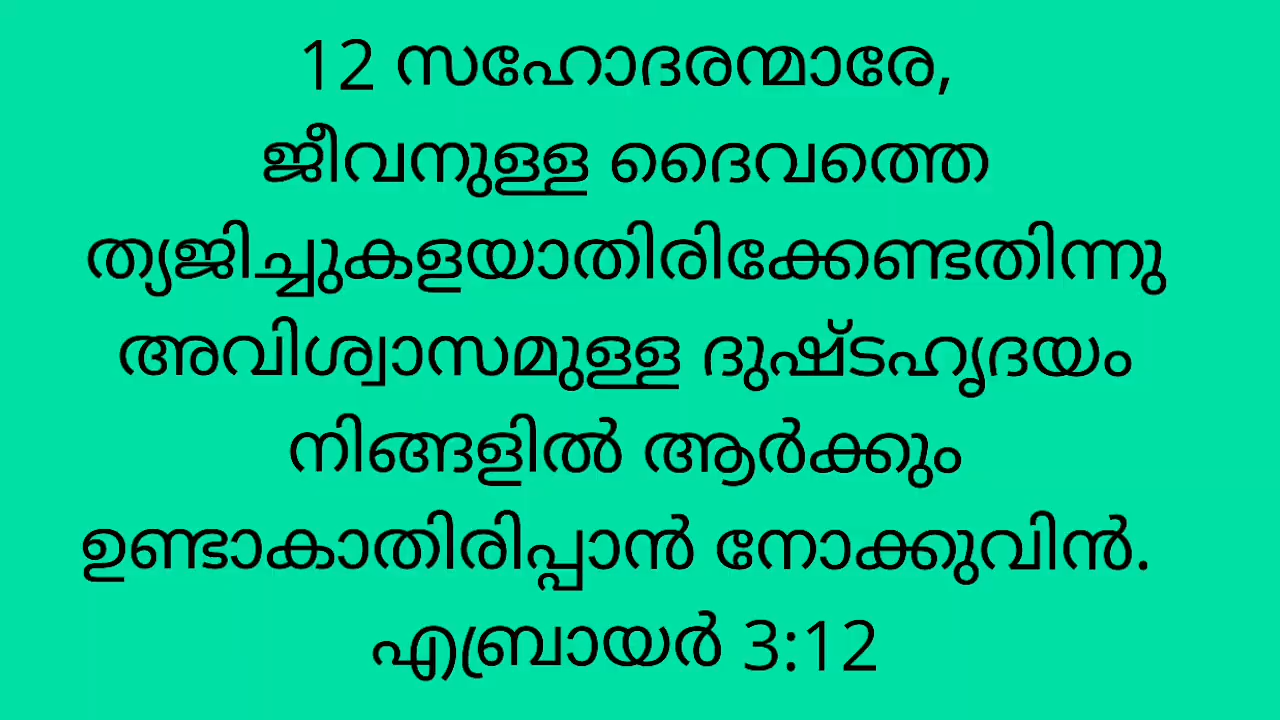 12 സഹോദരന്മാരേ,
ജീവനുള്ള ദൈവത്തെ
ത്യജിച്ചുകളയാതിരിക്കേണ്ടതിന്നു
അവിശ്വാസമുള്ള ദുഷ്ടഹൃദയം
നിങ്ങളിൽ ആർക്കും
ഉണ്ടാകാതിരിപ്പാൻ നോക്കുവിൻ.
എബ്രായർ 3:12